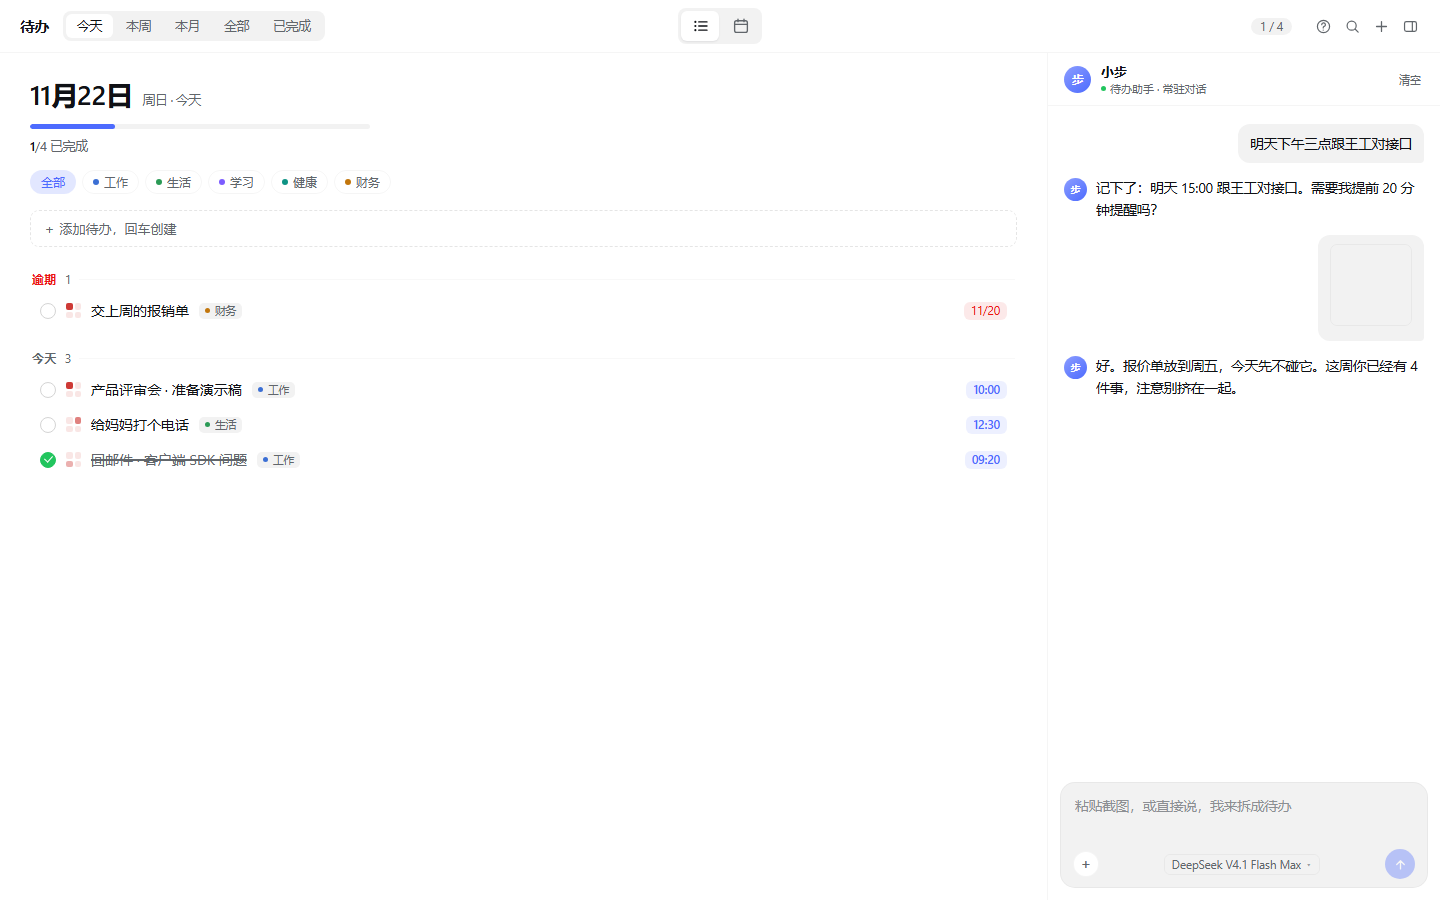 待办 今天 本周 本月 全部 已完成 1 / 4
11月22日 周日 · 今天
1/4 已完成
全部 工作 生活 学习 健康 财务
+ 添加待办，回车创建
逾期 1
交上周的报销单 财务 11/20
今天 3
产品评审会 · 准备演示稿 工作 10:00
给妈妈打个电话 生活 12:30
回邮件 · 客户端 SDK 问题 工作 09:20
步 小步
待办助手 · 常驻对话
清空
明天下午三点跟王工对接口
步 记下了：明天 15:00 跟王工对接口。需要我提前 20 分
钟提醒吗？
步 好。报价单放到周五，今天先不碰它。这周你已经有 4
件事，注意别挤在一起。
粘贴截图，或直接说，我来拆成待办
+ DeepSeek V4.1 Flash Max